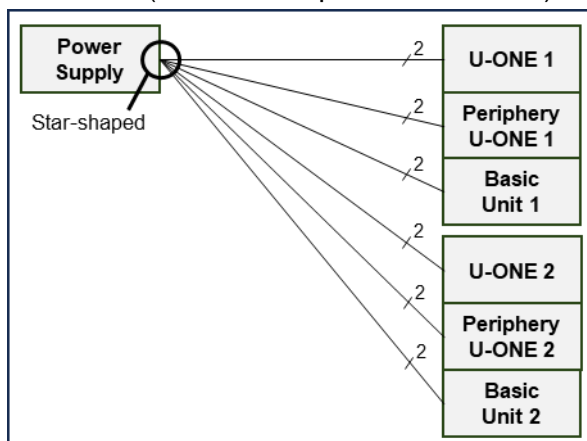 Power
Supply
Star-shaped
2
U-ONE 1
2
Periphery
U-ONE 1
2
Basic
Unit 1
2
U-ONE 2
2
Periphery
U-ONE 2
2
Basic
Unit 2